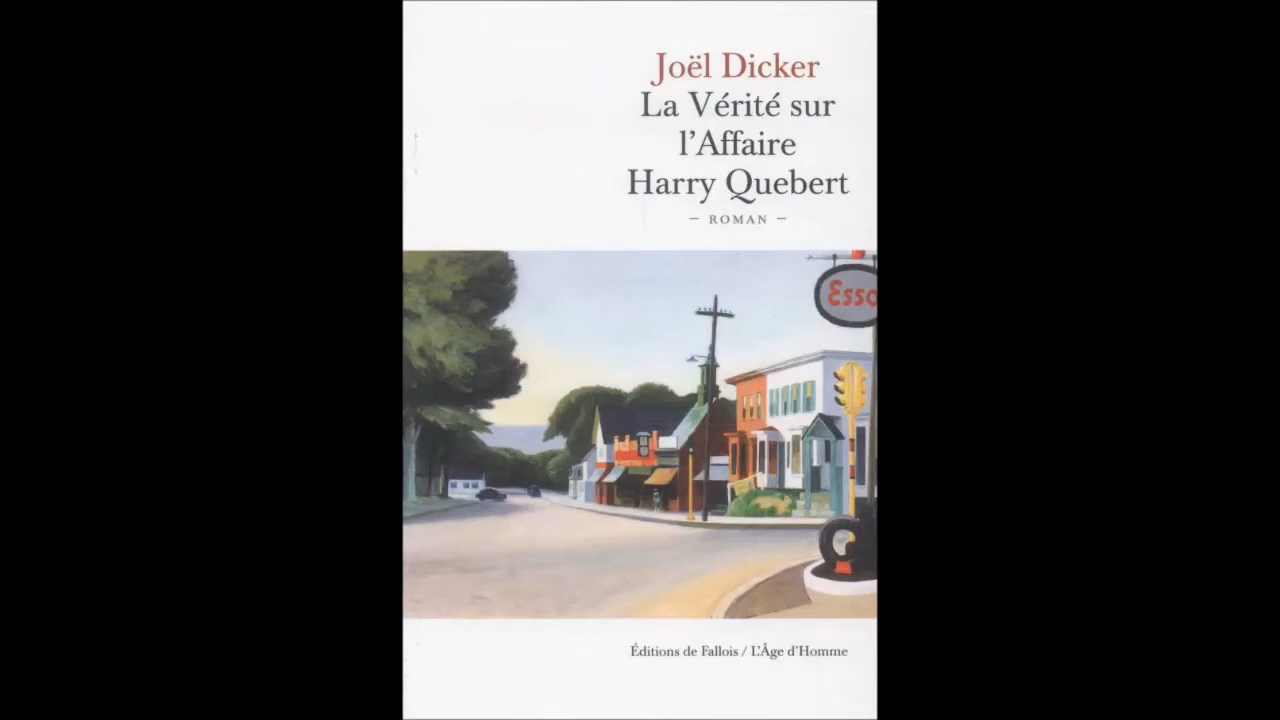 Joël Dicker
La Vérité sur
l'Affaire
Harry Quebert
– ROMAN –
Esso
Éditions de Fallois / L'Âge d'Homme